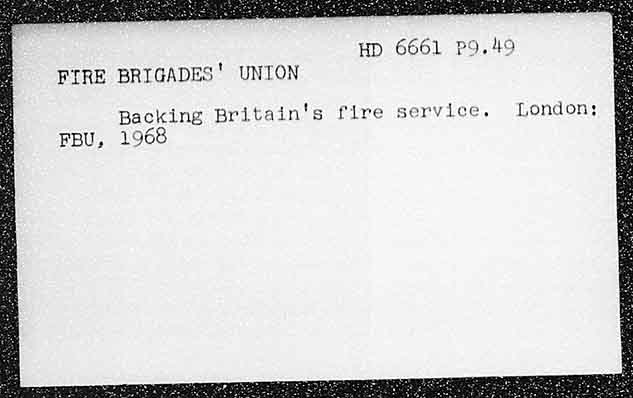 HD 6661 P9.49
FIRE BRIGADES' UNION
Backing Britain's fire service. London:
FBU, 1968